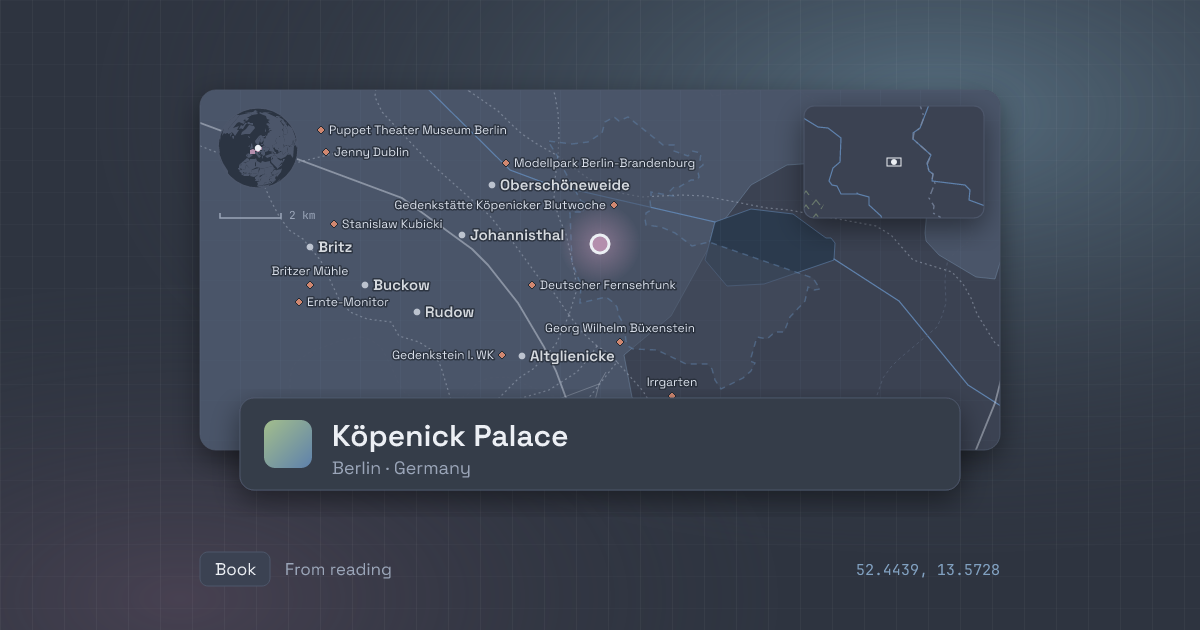 Puppet Theater Museum Berlin
Jenny Dublin
Modellpark Berlin-Brandenburg
Oberschöneweide
Gedenkstätte Köpenicker Blutwoche
2 km
Stanislaw Kubicki
Johannisthal
Britz
Britzer Mühle
Buckow
Deutscher Fernsehfunk
Ernte-Monitor
Rudow
Georg Wilhelm Büxenstein
Gedenkstein I. WK
Altglienicke
Irrgarten
Köpenick Palace
Berlin · Germany
Book
From reading
52.4439, 13.5728